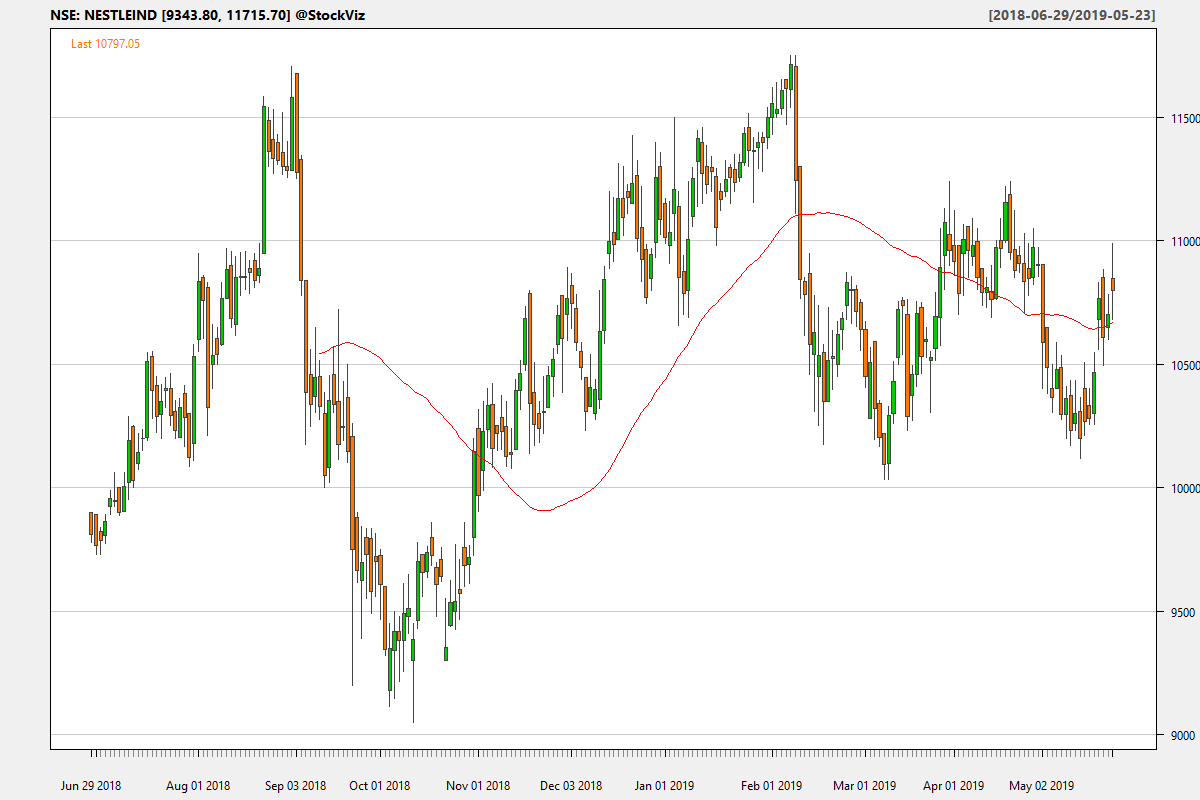 NSE: NESTLEIND [9343.80, 11715.70] @StockViz
[2018-06-29/2019-05-23]
Last 10797.05
11500
11000
10500
10000
9500
9000
Jun 29 2018
Aug 01 2018
Sep 03 2018
Oct 01 2018
Nov 01 2018
Dec 03 2018
Jan 01 2019
Feb 01 2019
Mar 01 2019
Apr 01 2019
May 02 2019